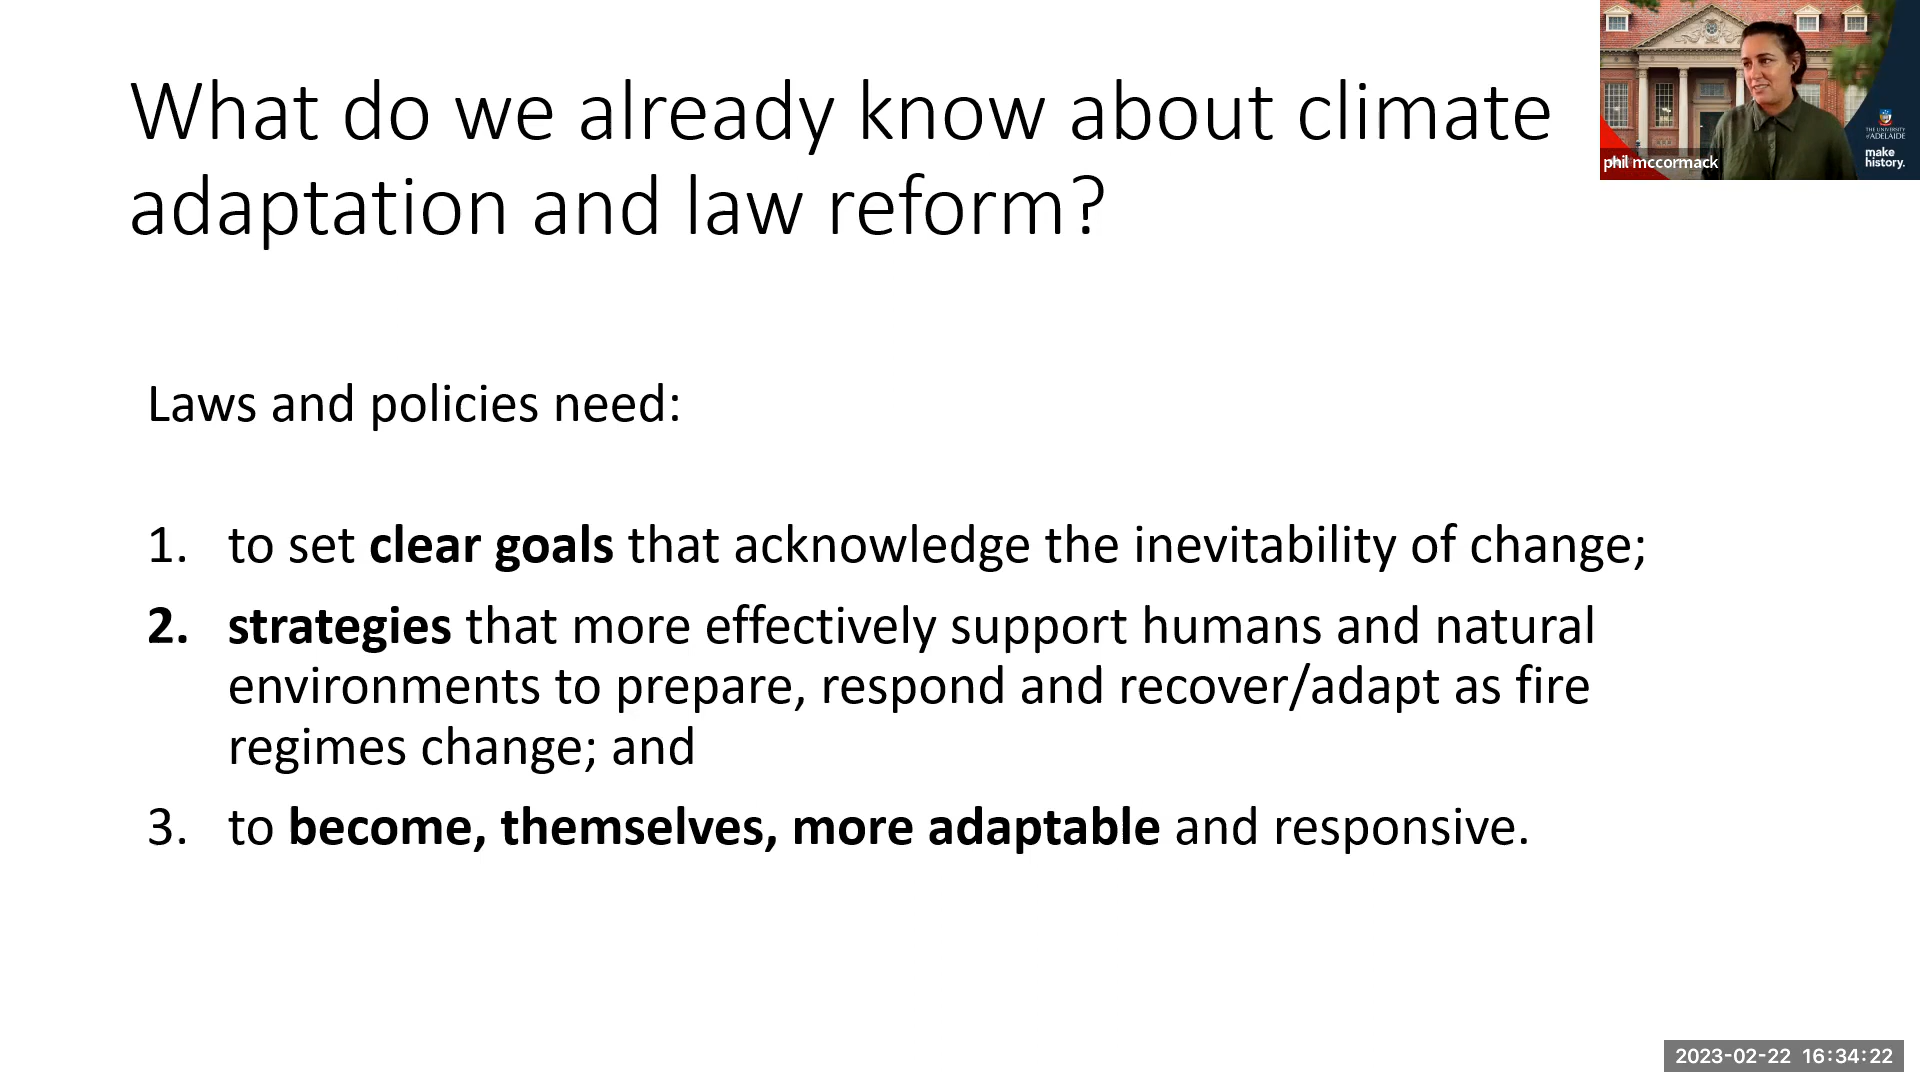 What do we already know about climate
adaptation and law reform?
phil mccormack
THE UNIVERSITY
of ADELAIDE
make
history.
Laws and policies need:
1. to set clear goals that acknowledge the inevitability of change;
2. strategies that more effectively support humans and natural
environments to prepare, respond and recover/adapt as fire
regimes change; and
3. to become, themselves, more adaptable and responsive.
2023-02-22 16:34:22